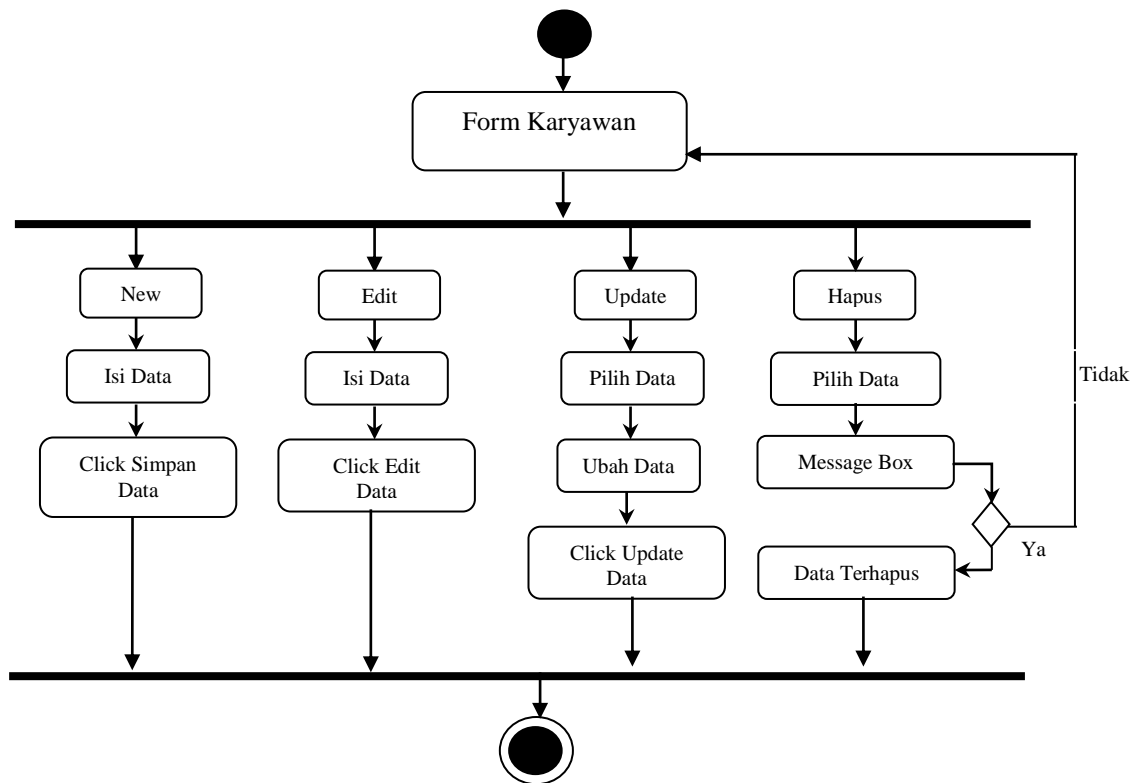 Form Karyawan
New
Edit
Update
Hapus
Isi Data
Isi Data
Pilih Data
Pilih Data
Tidak
Click Simpan
Data
Click Edit
Data
Ubah Data
Message Box
Ya
Click Update
Data
Data Terhapus